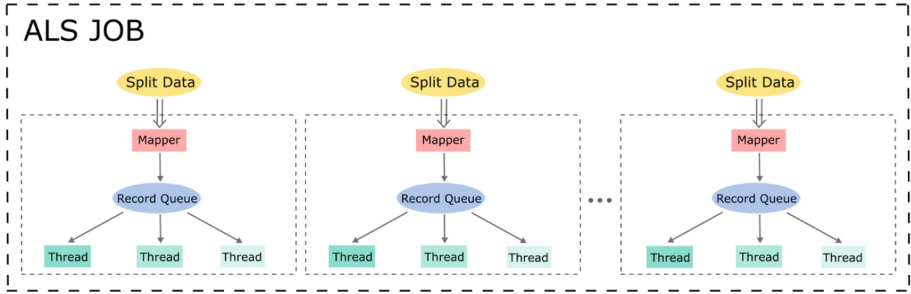 ALS JOB
Split Data
Split Data
Split Data
Mapper
Mapper
Mapper
Record Queue
Record Queue
Record Queue
Thread
Thread
Thread
Thread
Thread
Thread
Thread
Thread
Thread